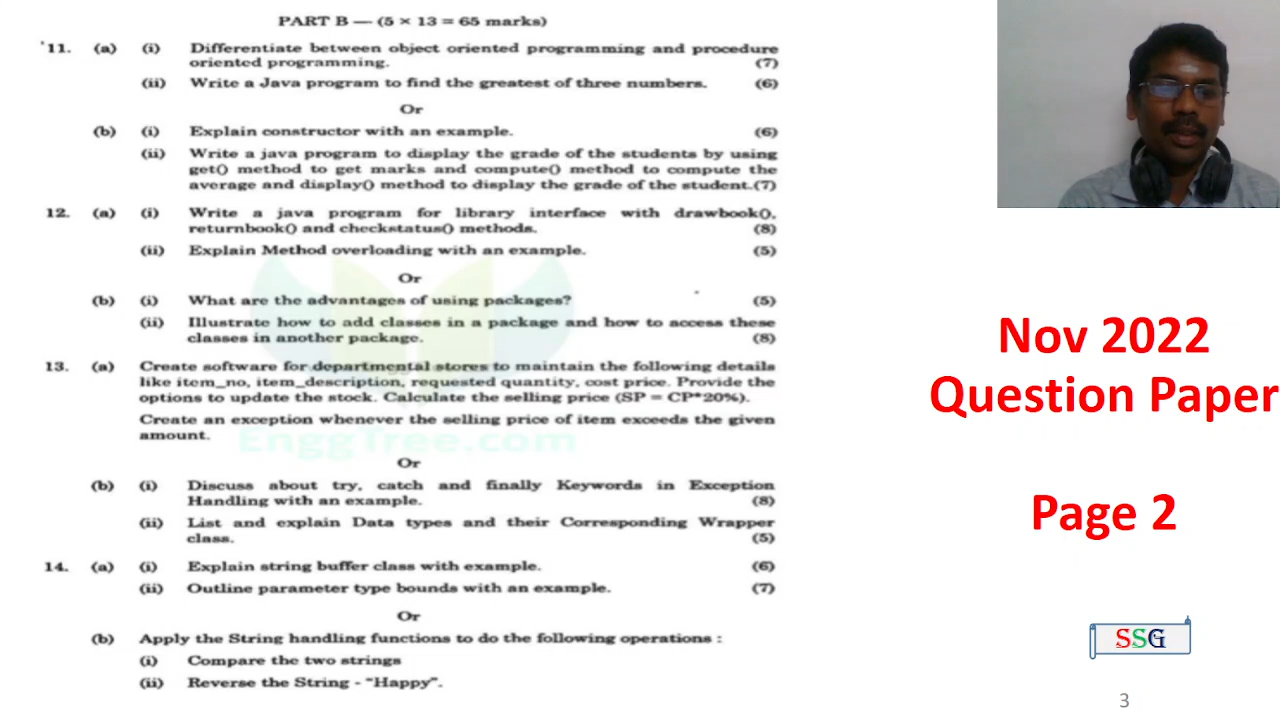 PART B — (5 × 13 = 65 marks)
11. (a) (i) Differentiate between object oriented programming and procedure
oriented programming. (7)
(ii) Write a Java program to find the greatest of three numbers. (6)
Or
(b) (i) Explain constructor with an example. (6)
(ii) Write a java program to display the grade of the students by using
get() method to get marks and compute() method to compute the
average and display() method to display the grade of the student.(7)
12. (a) (i) Write a java program for library interface with drawbook(),
returnbook() and checkstatus() methods. (8)
(ii) Explain Method overloading with an example. (5)
Or
(b) (i) What are the advantages of using packages? (5)
(ii) Illustrate how to add classes in a package and how to access these
classes in another package. (8)
13. (a) Create software for departmental stores to maintain the following details
like item_no, item_description, requested quantity, cost price. Provide the
options to update the stock. Calculate the selling price (SP = CP*20%).
Create an exception whenever the selling price of item exceeds the given
amount.
EnggTree.com
Or
(b) (i) Discuss about try, catch and finally Keywords in Exception
Handling with an example. (8)
(ii) List and explain Data types and their Corresponding Wrapper
class. (5)
14. (a) (i) Explain string buffer class with example. (6)
(ii) Outline parameter type bounds with an example. (7)
Or
(b) Apply the String handling functions to do the following operations :
(i) Compare the two strings
(ii) Reverse the String - "Happy".
Nov 2022
Question Paper
Page 2
SSG
3